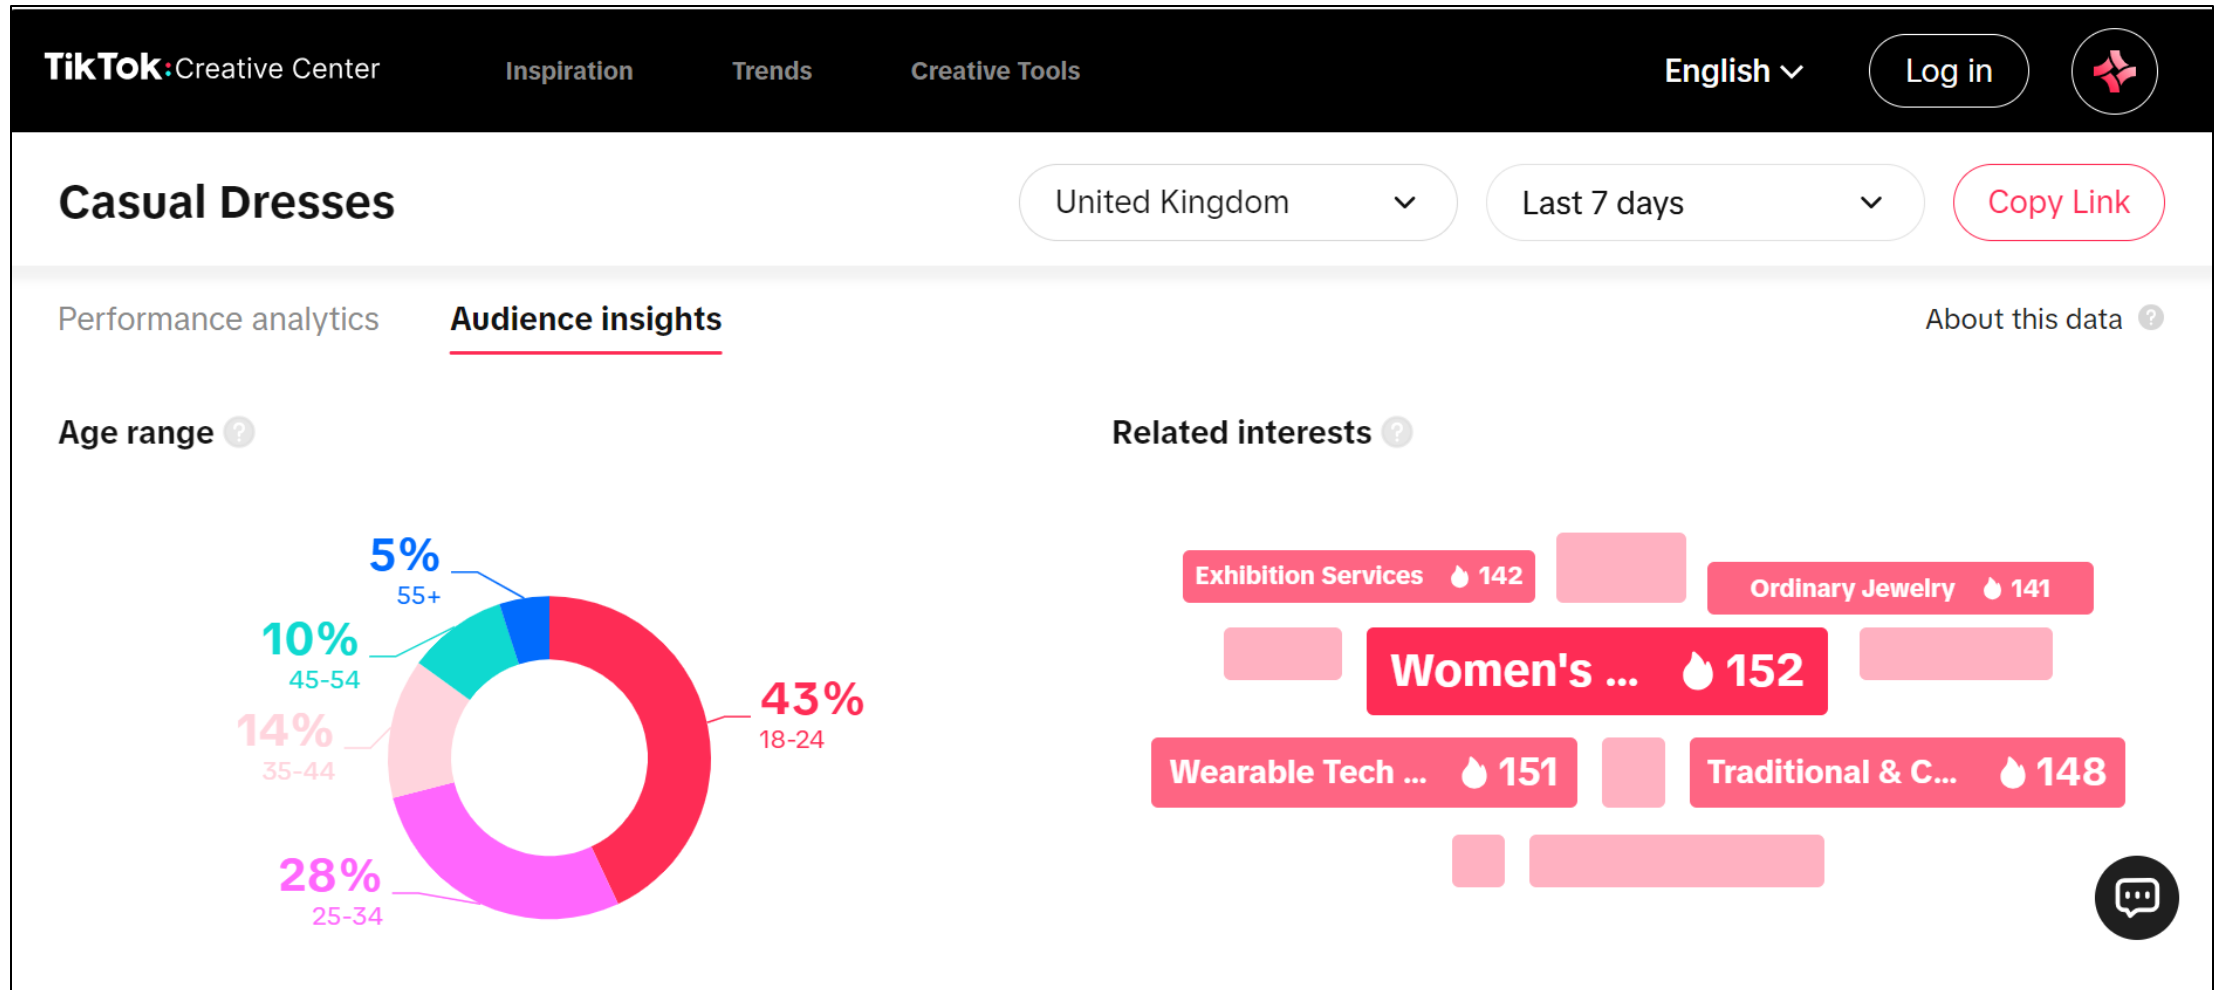 TikTok:Creative Center
Inspiration
Trends
Creative Tools
English
Log in
Casual Dresses
United Kingdom
Last 7 days
Copy Link
Performance analytics
Audience insights
About this data ?
Age range ?
Related interests ?
5%
55+
10%
45-54
14%
35-44
28%
25-34
43%
18-24
Exhibition Services 142
Ordinary Jewelry 141
Women's ... 152
Wearable Tech ... 151
Traditional & C... 148